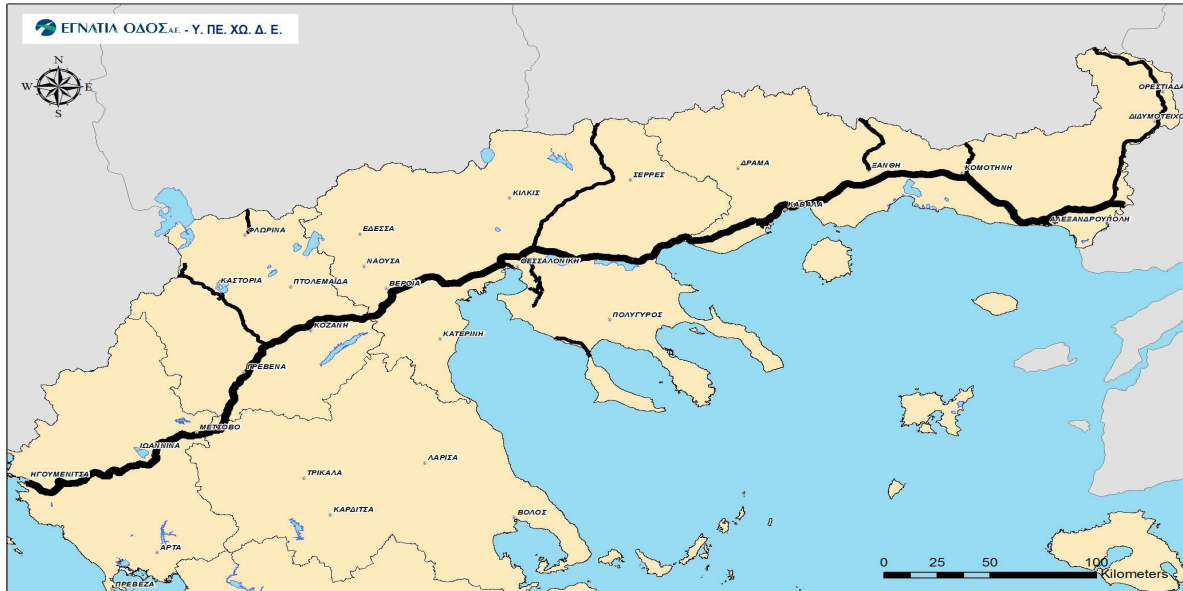 ΕΓΝΑΤΙΑ ΟΔΟΣ Α.Ε. - Υ. ΠΕ. ΧΩ. Δ. Ε.
N
W E
S
ΟΡΕΣΤΙΑΔΑ
ΔΙΔΥΜΟΤΕΙΧΟ
ΔΡΑΜΑ
ΞΑΝΘΗ
ΚΟΜΟΤΗΝΗ
ΣΕΡΡΕΣ
ΚΙΛΚΙΣ
ΚΑΒΑΛΑ
ΑΛΕΞΑΝΔΡΟΥΠΟΛΗ
ΦΛΩΡΙΝΑ
ΕΔΕΣΣΑ
ΝΑΟΥΣΑ
ΘΕΣΣΑΛΟΝΙΚΗ
ΚΑΣΤΟΡΙΑ
ΠΤΟΛΕΜΑΪΔΑ
ΒΕΡΟΙΑ
ΠΟΛΥΓΥΡΟΣ
ΚΟΖΑΝΗ
ΚΑΤΕΡΙΝΗ
ΓΡΕΒΕΝΑ
ΜΕΤΣΟΒΟ
ΙΩΑΝΝΙΝΑ
ΗΓΟΥΜΕΝΙΤΣΑ
ΛΑΡΙΣΑ
ΤΡΙΚΑΛΑ
ΚΑΡΔΙΤΣΑ
ΒΟΛΟΣ
ΑΡΤΑ
ΠΡΕΒΕΖΑ
0 25 50 100
Kilometers